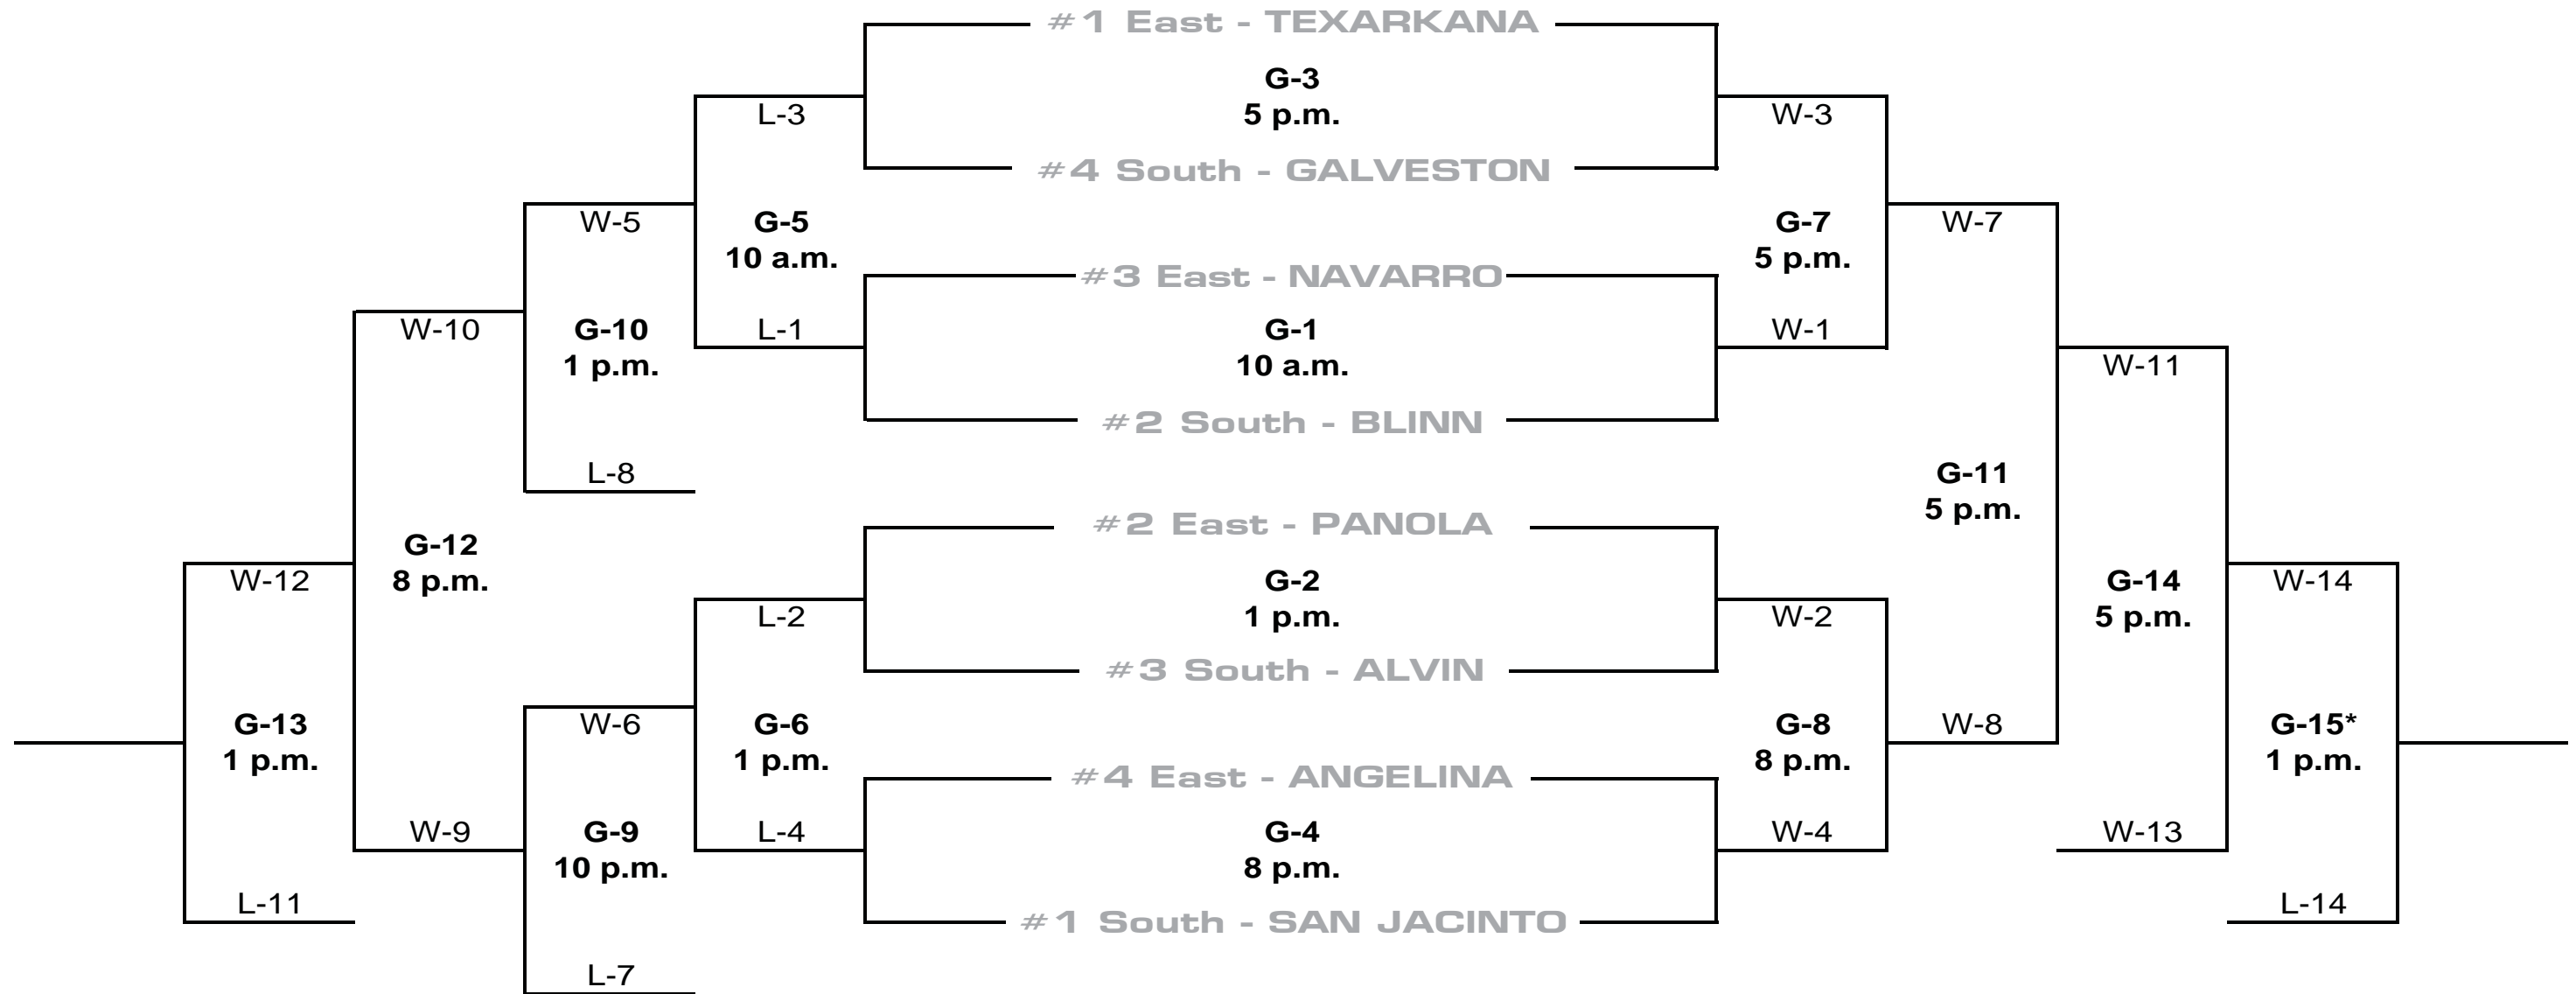 #1 East - TEXARKANA
G-3
5 p.m.
L-3
W-3
#4 South - GALVESTON
W-5
G-5
10 a.m.
G-7
5 p.m.
W-7
#3 East - NAVARRO
W-10
G-10
1 p.m.
L-1
G-1
10 a.m.
W-1
W-11
#2 South - BLINN
L-8
G-11
5 p.m.
#2 East - PANOLA
G-12
8 p.m.
W-12
G-2
1 p.m.
L-2
W-2
G-14
5 p.m.
W-14
#3 South - ALVIN
G-13
1 p.m.
W-6
G-6
1 p.m.
G-8
8 p.m.
W-8
G-15*
1 p.m.
#4 East - ANGELINA
W-9
G-9
10 p.m.
L-4
G-4
8 p.m.
W-4
W-13
L-11
#1 South - SAN JACINTO
L-14
L-7